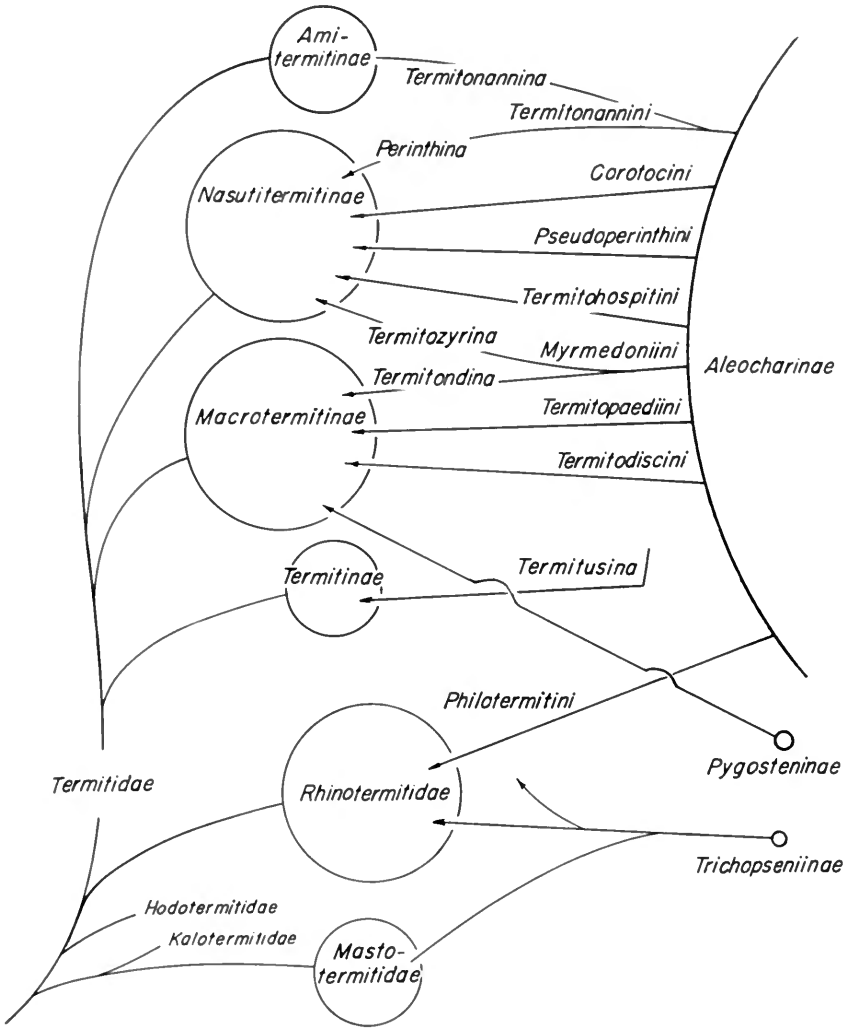 Ami-
termitinae
Termitonannina
Termitonannini
Perinthina
Nasutitermitinae
Corotocini
Pseudoperinthini
Termitohospitini
Termitozyrina
Myrmedoniini
Aleocharinae
Termitondina
Macrotermitinae
Termitopaediini
Termitodiscini
Termitinae
Termitusina
Philotermitini
Pygosteninae
Termitidae
Rhinotermitidae
Trichopseniinae
Hodotermitidae
Kalotermitidae
Masto-
termitidae